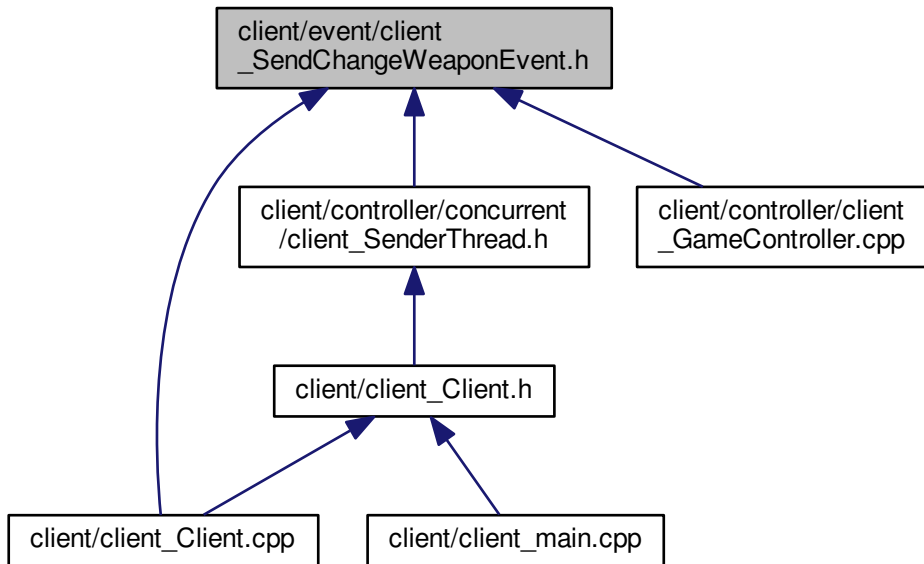 client/event/client
_SendChangeWeaponEvent.h
client/controller/concurrent
/client_SenderThread.h
client/controller/client
_GameController.cpp
client/client_Client.h
client/client_Client.cpp
client/client_main.cpp